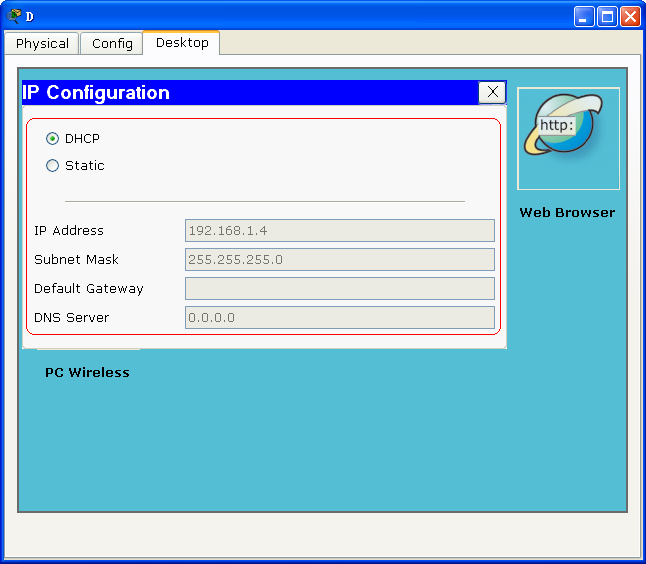 D
Physical Config Desktop
IP Configuration X
http:
DHCP
Static
Web Browser
IP Address 192.168.1.4
Subnet Mask 255.255.255.0
Default Gateway
DNS Server 0.0.0.0
PC Wireless